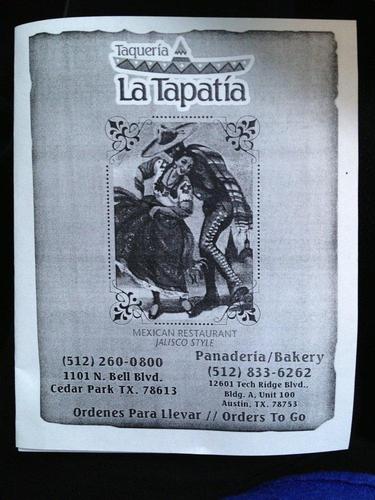 Taquería
La Tapatía
MEXICAN RESTAURANT
JALISCO STYLE
(512) 260-0800
1101 N. Bell Blvd.
Cedar Park TX. 78613
Panadería/Bakery
(512) 833-6262
12601 Tech Ridge Blvd..
Bldg. A, Unit 100
Austin, TX. 78753
Ordenes Para Llevar // Orders To Go